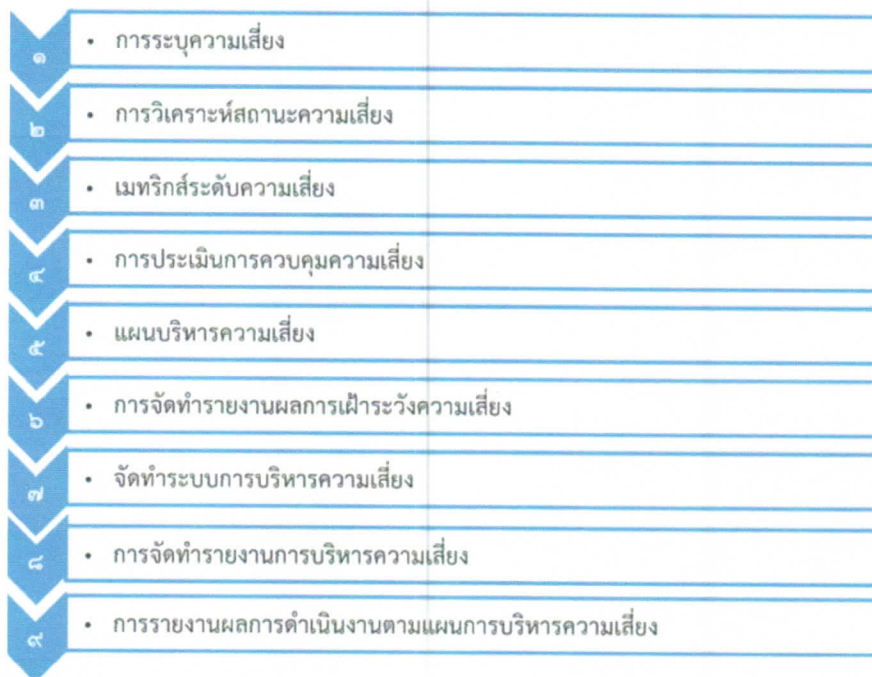 ๑ • การระบุความเสี่ยง
๒ • การวิเคราะห์สถานะความเสี่ยง
๓ • เมทริกส์ระดับความเสี่ยง
๔ • การประเมินการควบคุมความเสี่ยง
๕ • แผนบริหารความเสี่ยง
๖ • การจัดทำรายงานผลการเฝ้าระวังความเสี่ยง
๗ • จัดทำระบบการบริหารความเสี่ยง
๘ • การจัดทำรายงานการบริหารความเสี่ยง
๙ • การรายงานผลการดำเนินงานตามแผนการบริหารความเสี่ยง